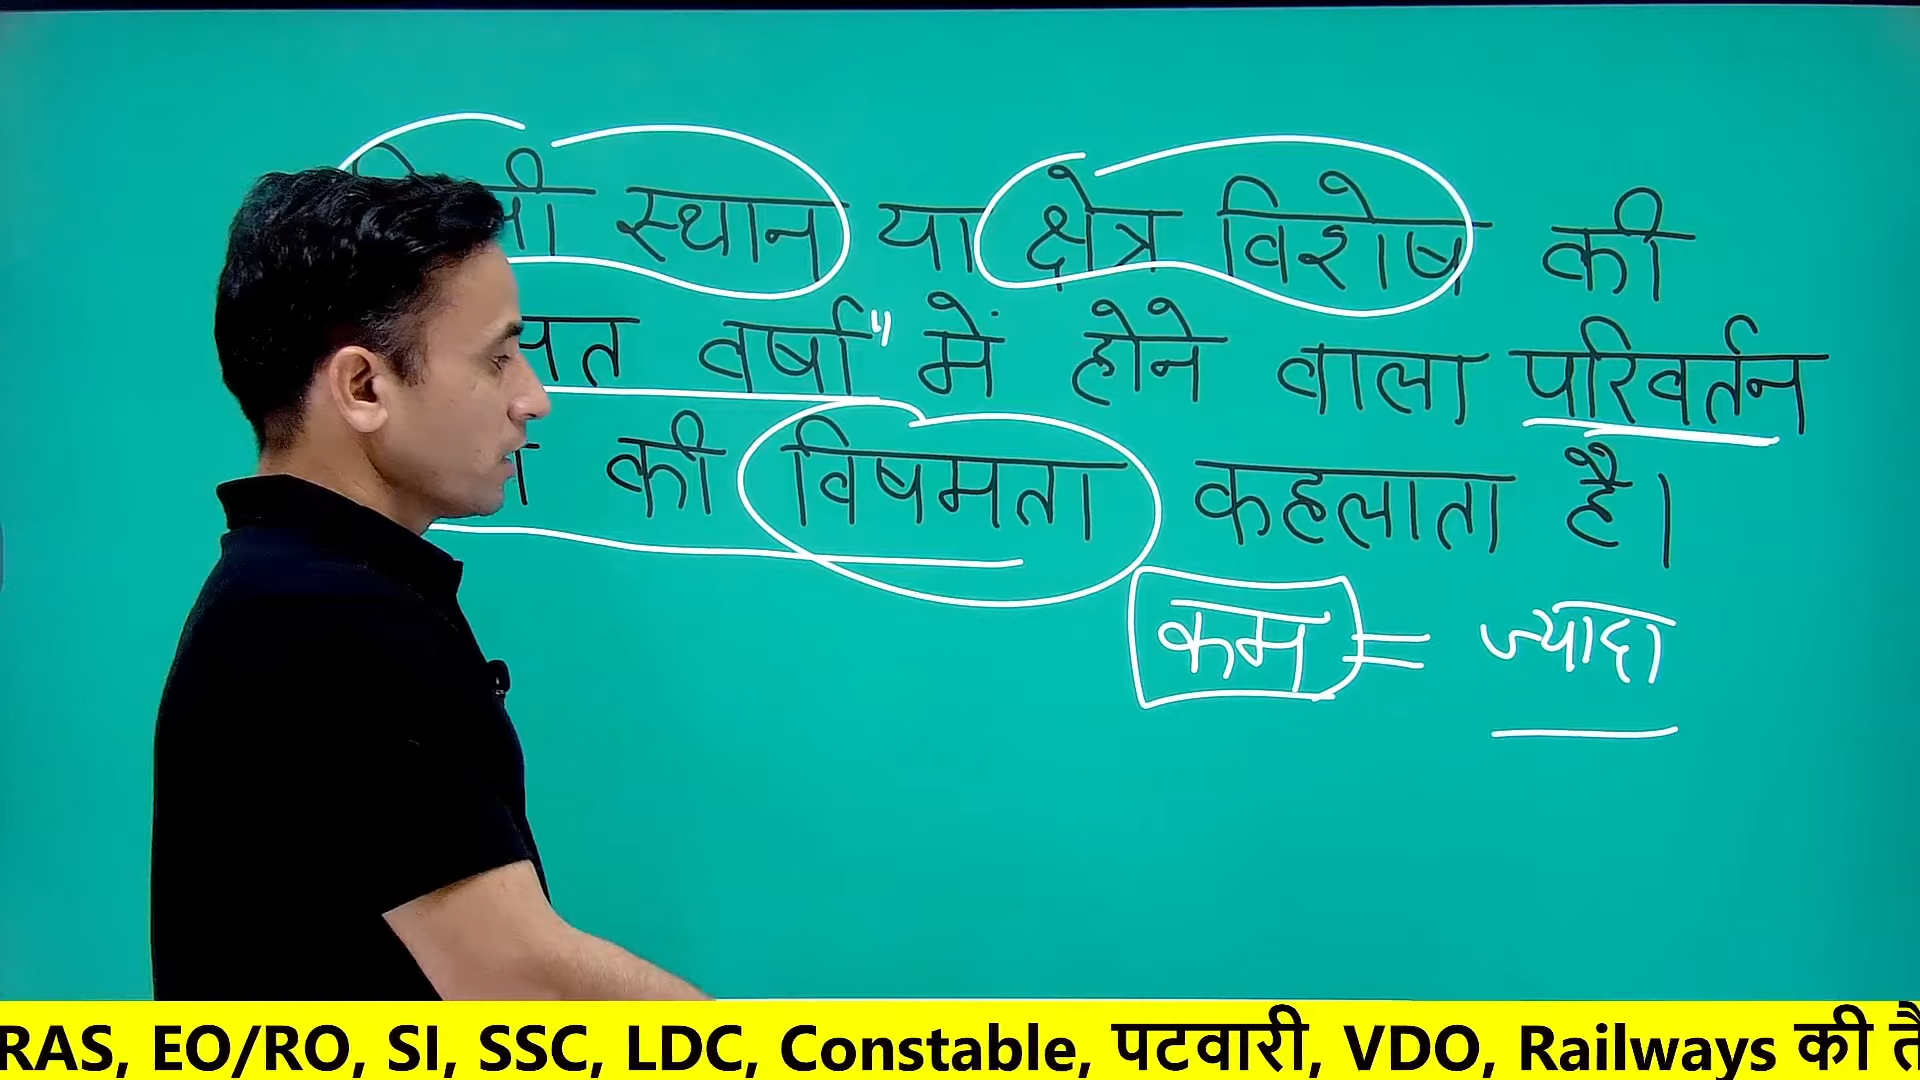 स्थान या क्षेत्र विशेष की
वर्षा" में होने वाला परिवर्तन
की विषमता कहलाता है।
कम = ज्यादा
RAS, EO/RO, SI, SSC, LDC, Constable, पटवारी, VDO, Railways की